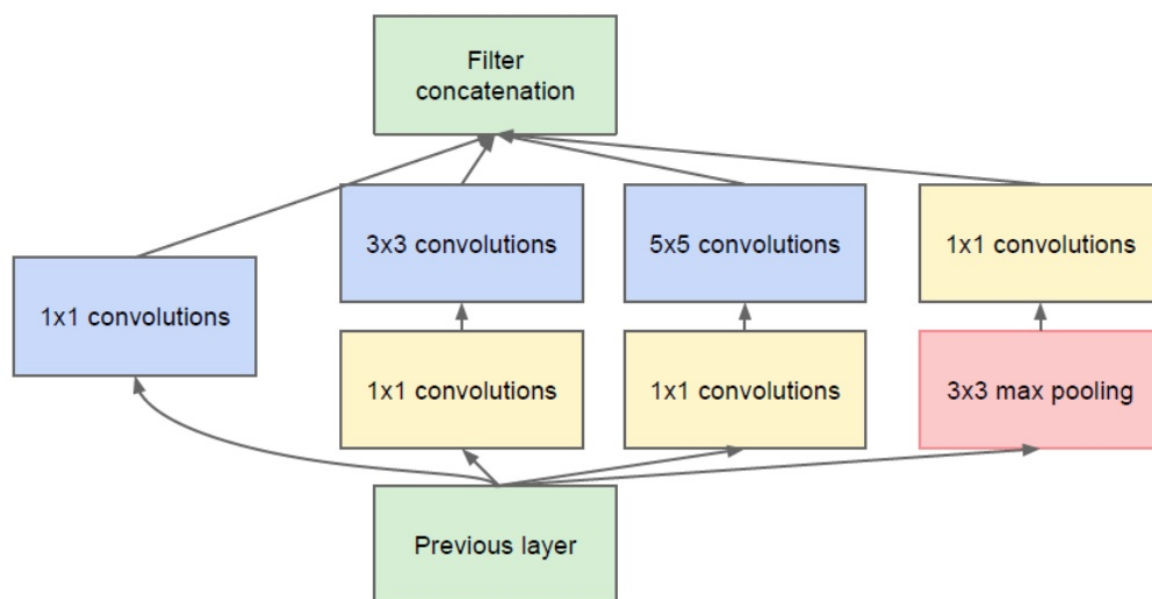 Filter
concatenation
3x3 convolutions
5x5 convolutions
1x1 convolutions
1x1 convolutions
1x1 convolutions
1x1 convolutions
3x3 max pooling
Previous layer